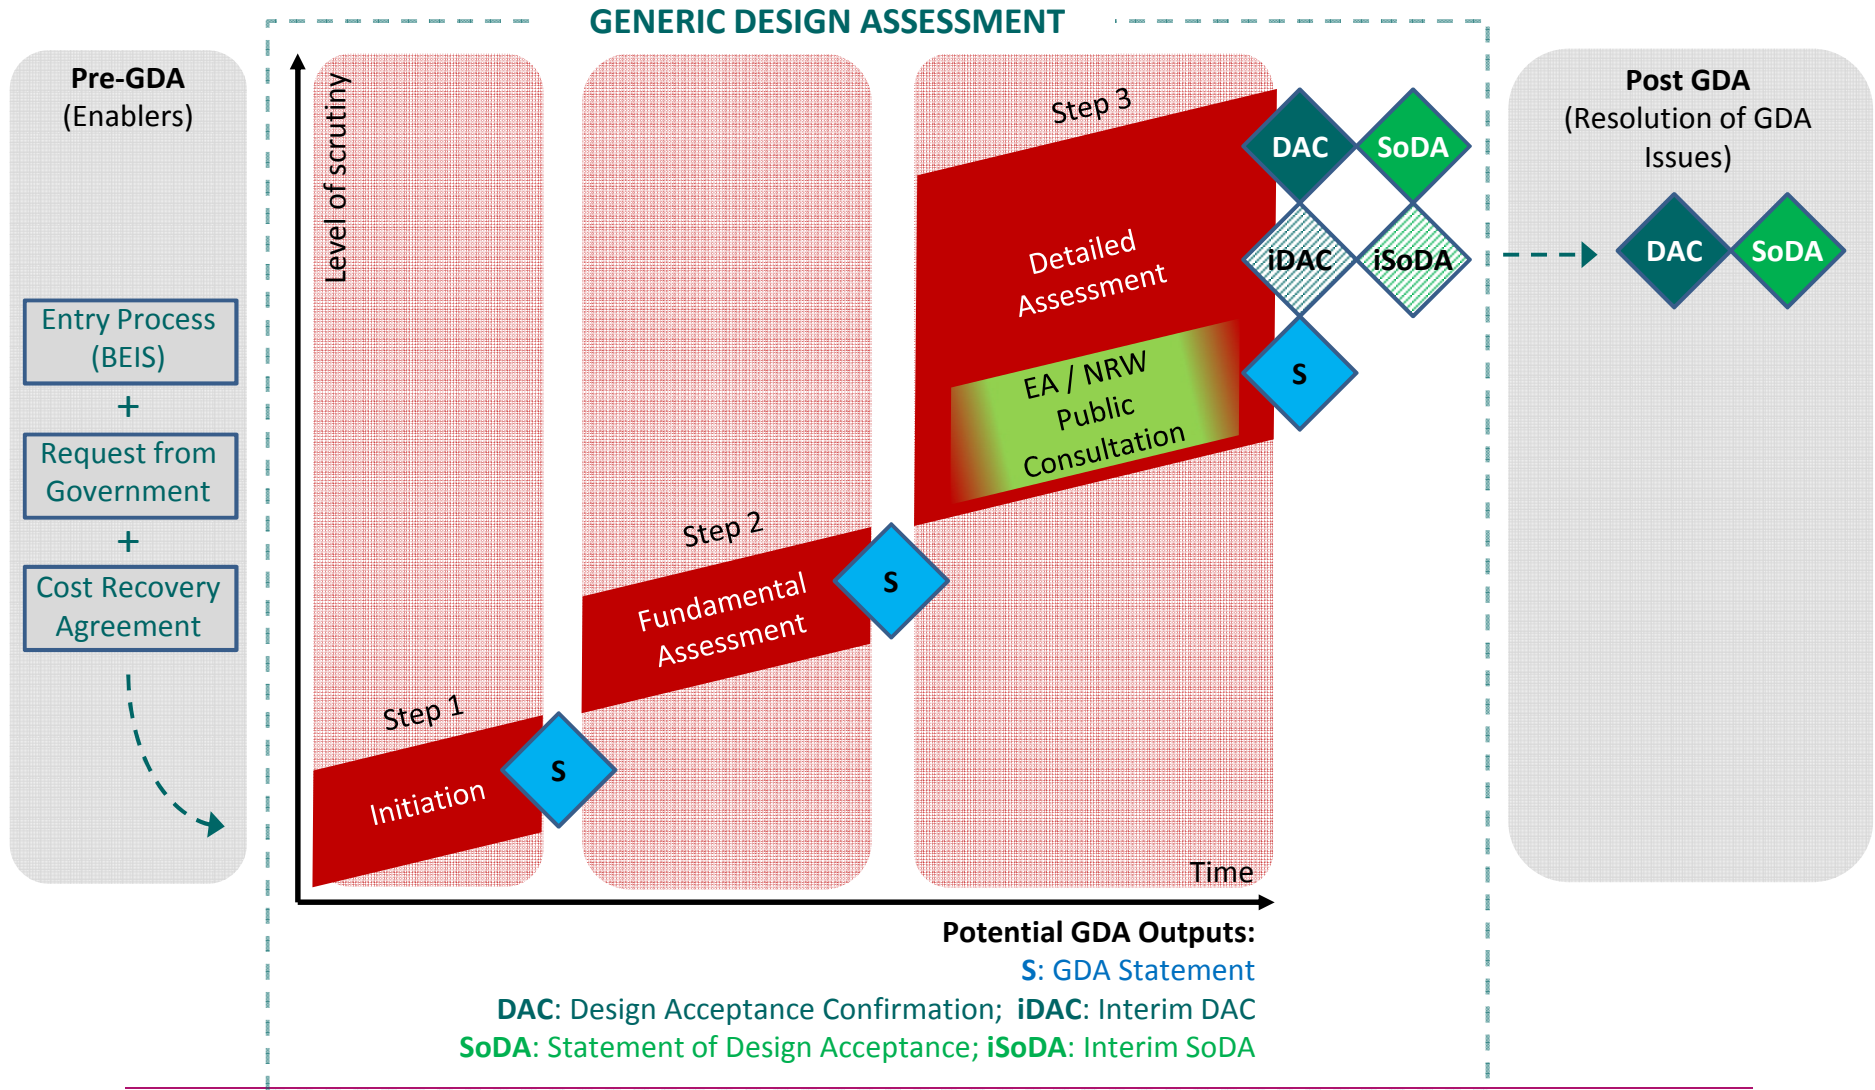 GENERIC DESIGN ASSESSMENT
Pre-GDA
(Enablers)
Entry Process
(BEIS)
+
Request from
Government
+
Cost Recovery
Agreement
Level of scrutiny
Step 1
Initiation
S
Step 2
Fundamental
Assessment
S
Step 3
Detailed
Assessment
EA / NRW
Public
Consultation
DAC SoDA
iDAC iSoDA
S
Time
Post GDA
(Resolution of GDA
Issues)
DAC SoDA
Potential GDA Outputs:
S: GDA Statement
DAC: Design Acceptance Confirmation; iDAC: Interim DAC
SoDA: Statement of Design Acceptance; iSoDA: Interim SoDA